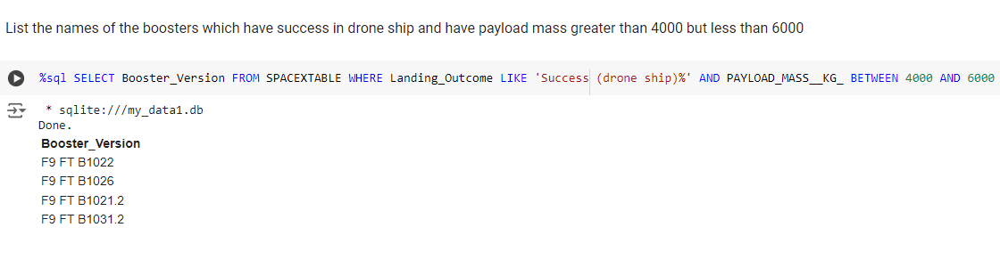 List the names of the boosters which have success in drone ship and have payload mass greater than 4000 but less than 6000
%sql SELECT Booster_Version FROM SPACEXTABLE WHERE Landing_Outcome LIKE 'Success (drone ship)%' AND PAYLOAD_MASS__KG_ BETWEEN 4000 AND 6000
* sqlite:///my_data1.db
Done.
Booster_Version
F9 FT B1022
F9 FT B1026
F9 FT B1021.2
F9 FT B1031.2